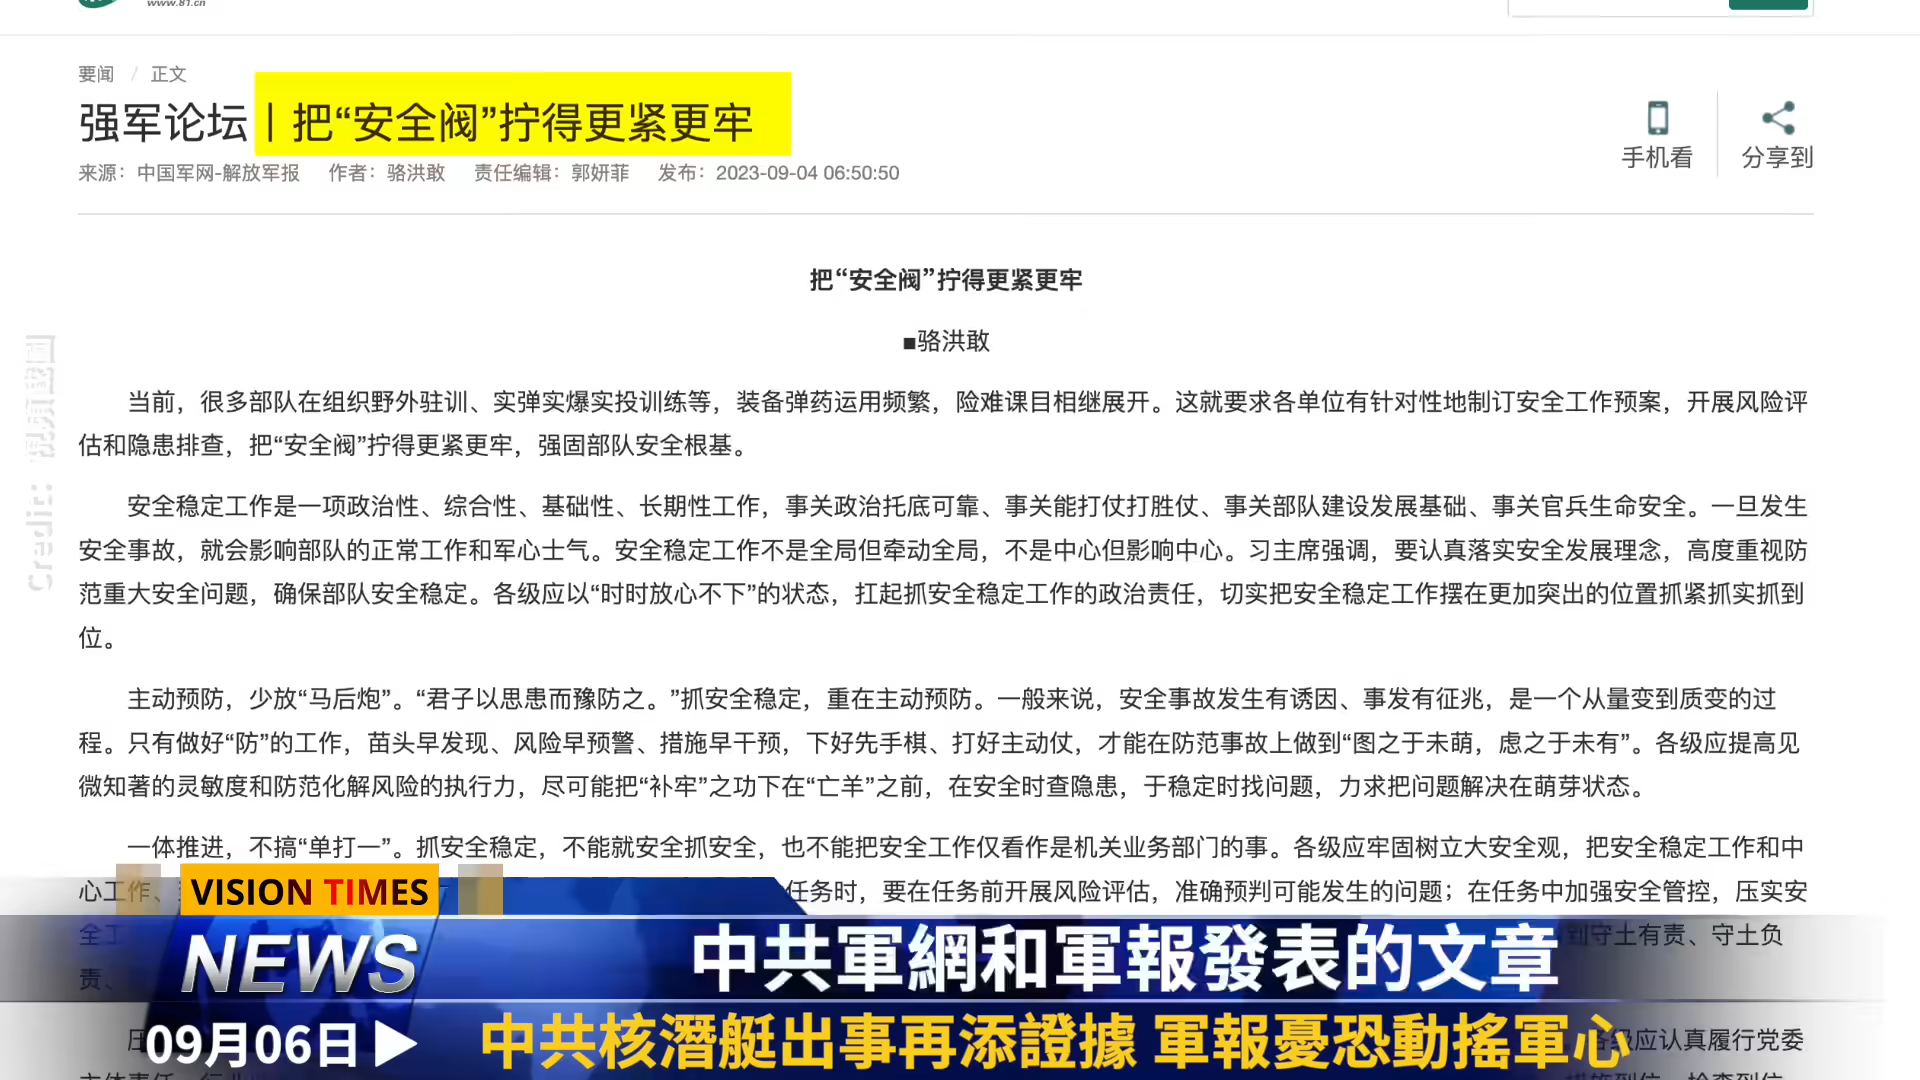 www.81.cn
要闻 / 正文
强军论坛丨把“安全阀”拧得更紧更牢
来源：中国军网-解放军报 作者：骆洪敢 责任编辑：郭妍菲 发布：2023-09-04 06:50:50
手机看
分享到
把“安全阀”拧得更紧更牢
■骆洪敢
当前，很多部队在组织野外驻训、实弹实爆实投训练等，装备弹药运用频繁，险难课目相继展开。这就要求各单位有针对性地制订安全工作预案，开展风险评
估和隐患排查，把“安全阀”拧得更紧更牢，强固部队安全根基。
安全稳定工作是一项政治性、综合性、基础性、长期性工作，事关政治托底可靠、事关能打仗打胜仗、事关部队建设发展基础、事关官兵生命安全。一旦发生
安全事故，就会影响部队的正常工作和军心士气。安全稳定工作不是全局但牵动全局，不是中心但影响中心。习主席强调，要认真落实安全发展理念，高度重视防
范重大安全问题，确保部队安全稳定。各级应以“时时放心不下”的状态，扛起抓安全稳定工作的政治责任，切实把安全稳定工作摆在更加突出的位置抓紧抓实抓到
位。
主动预防，少放“马后炮”。“君子以思患而豫防之。”抓安全稳定，重在主动预防。一般来说，安全事故发生有诱因、事发有征兆，是一个从量变到质变的过
程。只有做好“防”的工作，苗头早发现、风险早预警、措施早干预，下好先手棋、打好主动仗，才能在防范事故上做到“图之于未萌，虑之于未有”。各级应提高见
微知著的灵敏度和防范化解风险的执行力，尽可能把“补牢”之功下在“亡羊”之前，在安全时查隐患，于稳定时找问题，力求把问题解决在萌芽状态。
一体推进，不搞“单打一”。抓安全稳定，不能就安全抓安全，也不能把安全工作仅看作是机关业务部门的事。各级应牢固树立大安全观，把安全稳定工作和中
心工作、 任务时，要在任务前开展风险评估，准确预判可能发生的问题；在任务中加强安全管控，压实安
全工 到守土有责、守土负
责、
各级应认真履行党委
Credit: 视频截圖
VISION TIMES
NEWS
中共軍網和軍報發表的文章
09月06日
中共核潛艇出事再添證據 軍報憂恐動搖軍心